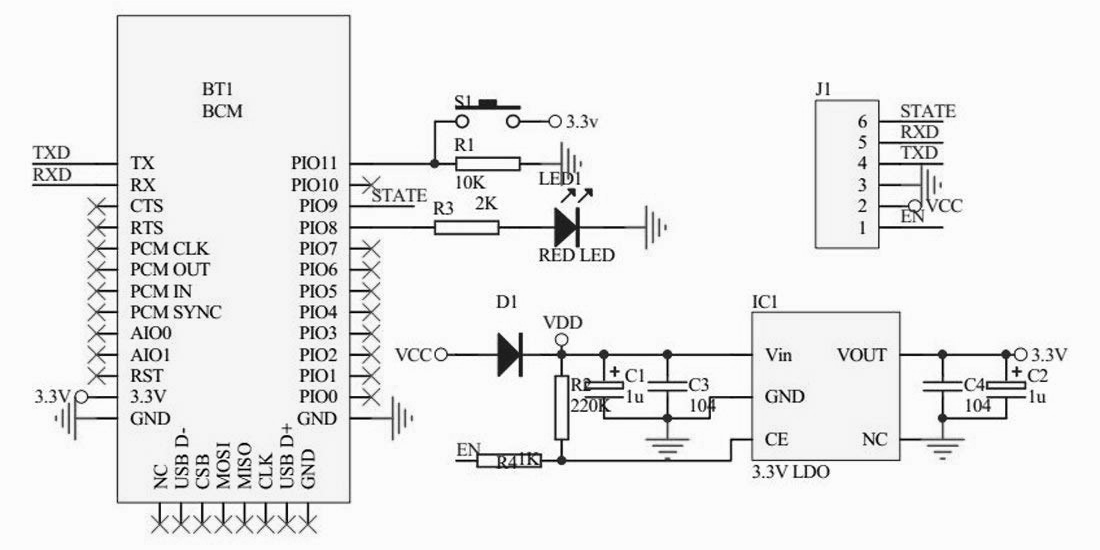 BT1
BCM
TXD
RXD
TX
RX
CTS
RTS
PCM CLK
PCM OUT
PCM IN
PCM SYNC
AIO0
AIO1
RST
3.3V
3.3V
GND
PIO11
PIO10
PIO9
PIO8
PIO7
PIO6
PIO5
PIO4
PIO3
PIO2
PIO1
PIO0
GND
NC
USB D-
CSB
MOSI
MISO
CLK
USB D+
GND
S1
3.3v
R1
10K
STATE
R3
2K
LED1
RED LED
J1
6
5
4
3
2
1
STATE
RXD
TXD
VCC
EN
D1
VDD
VCC
R2
220K
C1
1u
C3
104
EN
R4
1K
IC1
Vin
GND
CE
VOUT
NC
3.3V LDO
3.3V
C4
104
C2
1u
+
+